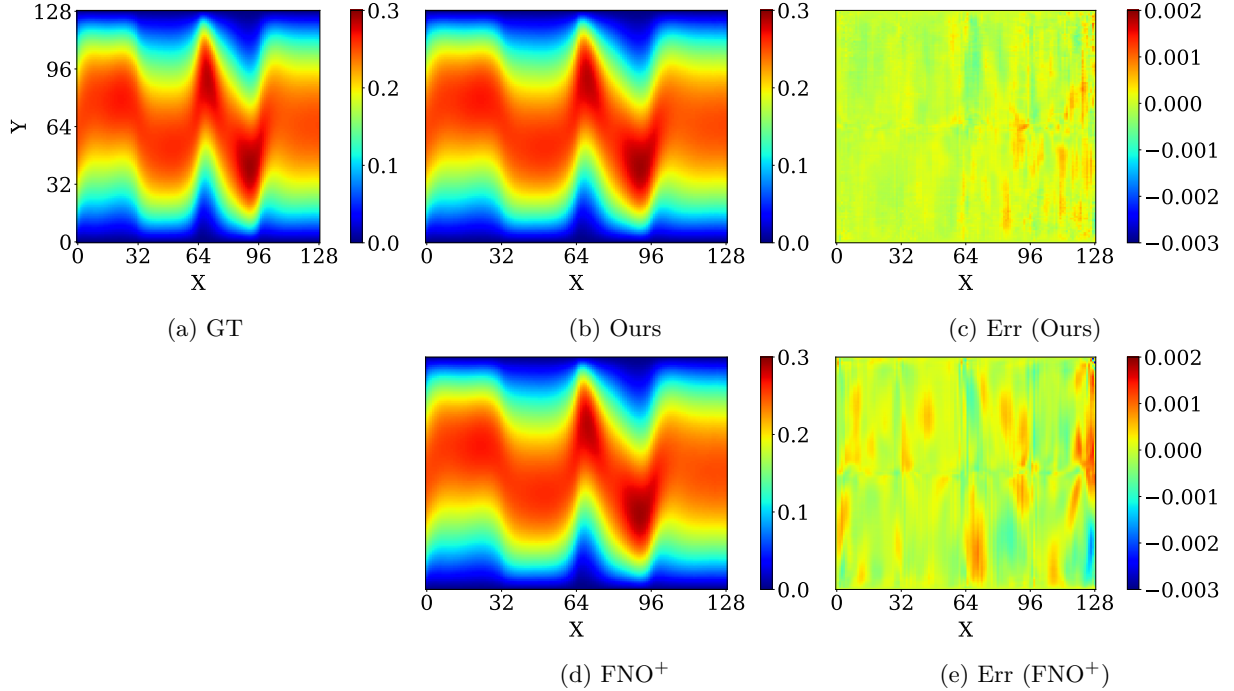 128
96
64
32
0
Y
0 32 64 96 128
X
0.3
0.2
0.1
0.0
(a) GT
0 32 64 96 128
X
0.3
0.2
0.1
0.0
(b) Ours
0 32 64 96 128
X
0.002
0.001
0.000
−0.001
−0.002
−0.003
(c) Err (Ours)
0 32 64 96 128
X
0.3
0.2
0.1
0.0
(d) FNO⁺
0 32 64 96 128
X
0.002
0.001
0.000
−0.001
−0.002
−0.003
(e) Err (FNO⁺)